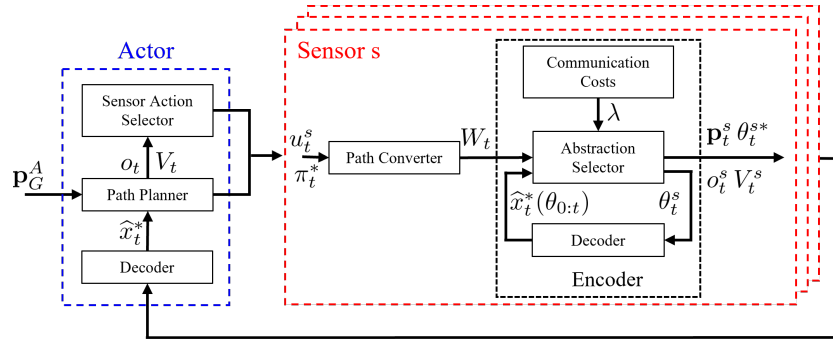 Actor
Sensor s
Sensor Action
Selector
Communication
Costs
λ
o_t V_t
u_t^s
π_t^*
Path Converter
W_t
Abstraction
Selector
𝐩_t^s θ_t^{s*}
o_t^s V_t^s
𝐩_G^A
Path Planner
x̂_t^*
x̂_t^*(θ_{0:t})
θ_t^s
Decoder
Decoder
Encoder